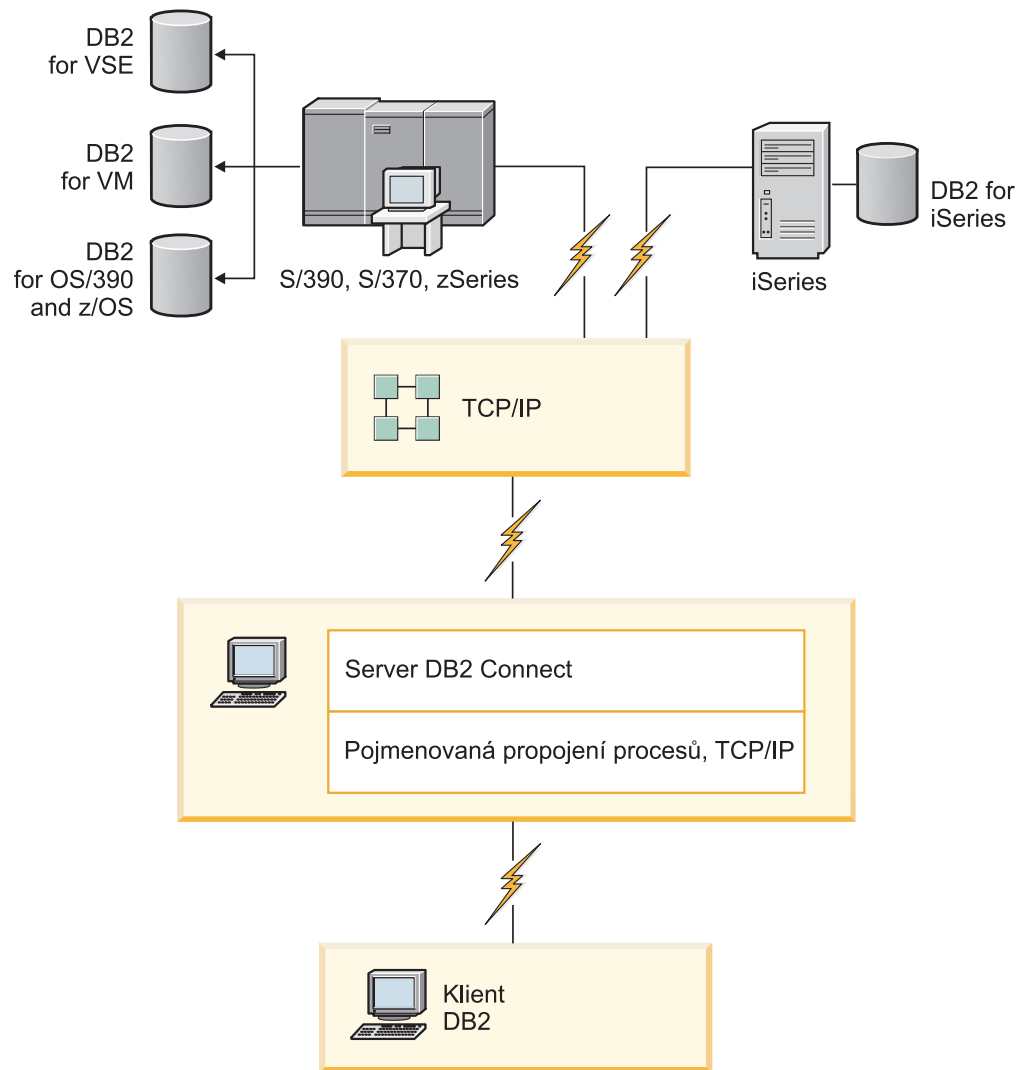 DB2
for VSE
DB2
for VM
DB2
for OS/390
and z/OS
S/390, S/370, zSeries
DB2 for
iSeries
iSeries
TCP/IP
Server DB2 Connect
Pojmenovaná propojení procesů, TCP/IP
Klient
DB2